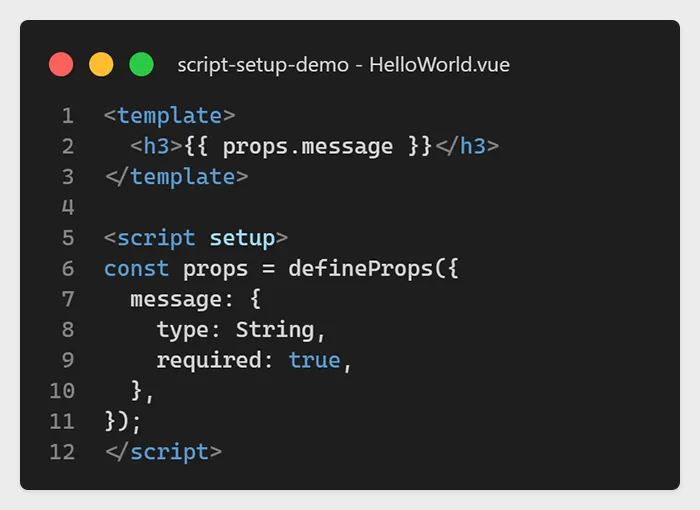 script-setup-demo - HelloWorld.vue
1 <template>
2   <h3>{{ props.message }}</h3>
3 </template>
4
5 <script setup>
6 const props = defineProps({
7   message: {
8     type: String,
9     required: true,
10   },
11 });
12 </script>